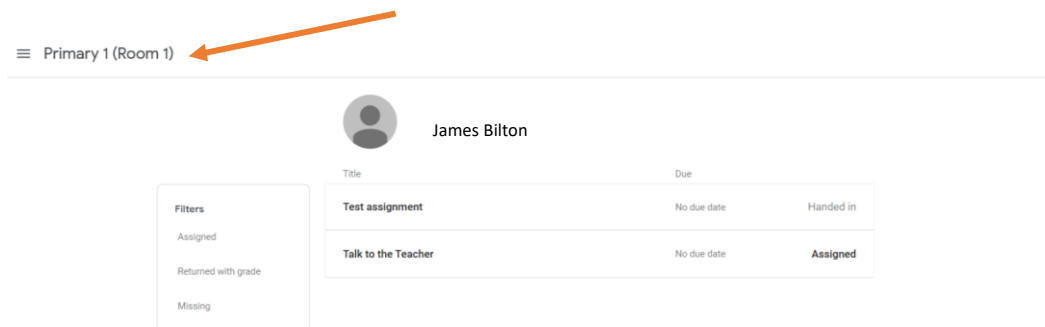 Primary 1 (Room 1)
James Bilton
Title Due
Filters
Assigned
Returned with grade
Missing
Test assignment No due date Handed in
Talk to the Teacher No due date Assigned